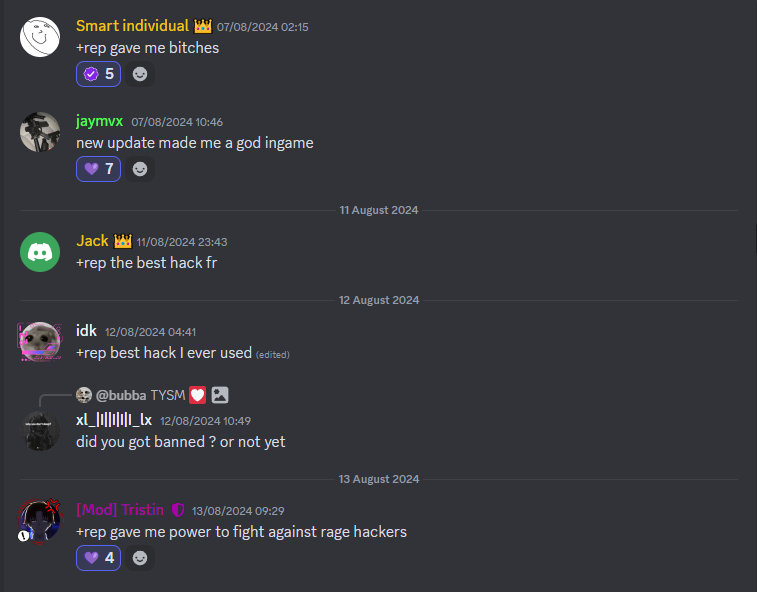 Smart individual 07/08/2024 02:15
+rep gave me bitches
5
jaymvx 07/08/2024 10:46
new update made me a god ingame
7
11 August 2024
Jack 11/08/2024 23:43
+rep the best hack fr
12 August 2024
idk 12/08/2024 04:41
+rep best hack I ever used (edited)
@bubba TYSM
12/08/2024 10:49
did you got banned ? or not yet
13 August 2024
[Mod] Tristin 13/08/2024 09:29
+rep gave me power to fight against rage hackers
4